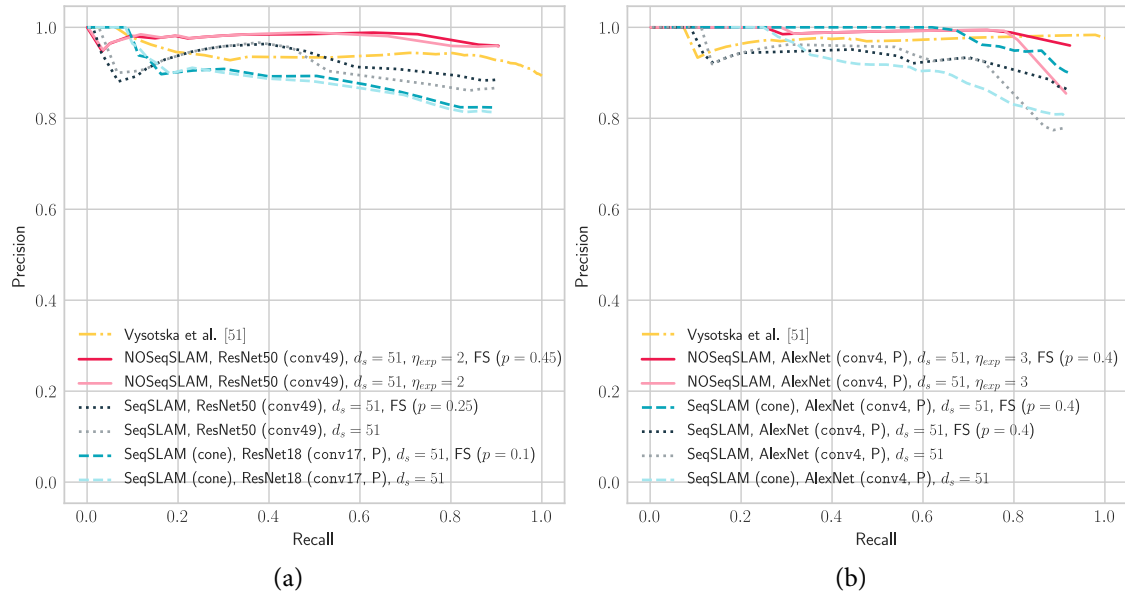 1.0
0.8
0.6
0.4
0.2
0.0
Precision
Vysotska et al. [51]
NOSeqSLAM, ResNet50 (conv49), d_s = 51, η_exp = 2, FS (p = 0.45)
NOSeqSLAM, ResNet50 (conv49), d_s = 51, η_exp = 2
SeqSLAM, ResNet50 (conv49), d_s = 51, FS (p = 0.25)
SeqSLAM, ResNet50 (conv49), d_s = 51
SeqSLAM (cone), ResNet18 (conv17, P), d_s = 51, FS (p = 0.1)
SeqSLAM (cone), ResNet18 (conv17, P), d_s = 51
0.0 0.2 0.4 0.6 0.8 1.0
Recall
(a)
1.0
0.8
0.6
0.4
0.2
0.0
Precision
Vysotska et al. [51]
NOSeqSLAM, AlexNet (conv4, P), d_s = 51, η_exp = 3, FS (p = 0.4)
NOSeqSLAM, AlexNet (conv4, P), d_s = 51, η_exp = 3
SeqSLAM (cone), AlexNet (conv4, P), d_s = 51, FS (p = 0.4)
SeqSLAM, AlexNet (conv4, P), d_s = 51, FS (p = 0.4)
SeqSLAM, AlexNet (conv4, P), d_s = 51
SeqSLAM (cone), AlexNet (conv4, P), d_s = 51
0.0 0.2 0.4 0.6 0.8 1.0
Recall
(b)